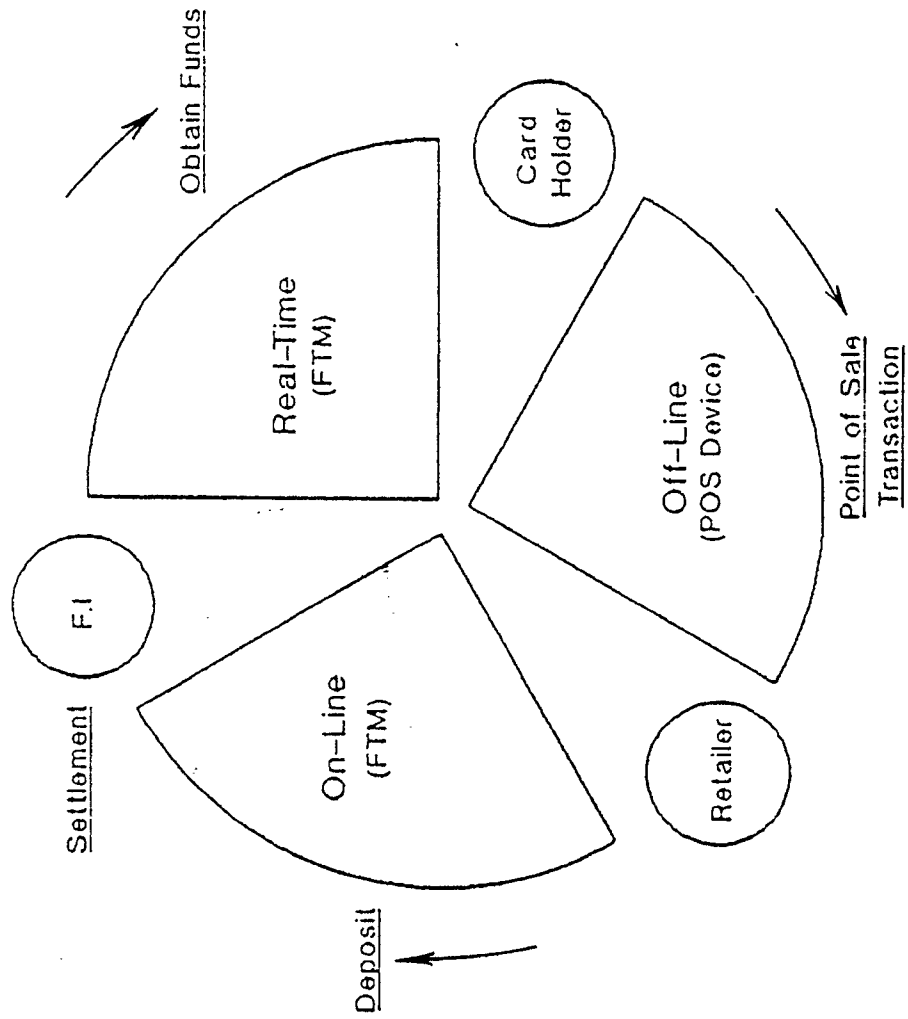 Obtain Funds
Real-Time
(FTM)
Card
Holder
F.I
Settlement
On-Line
(FTM)
Off-Line
(POS Device)
Point of Sale
Transaction
Deposit
Retailer